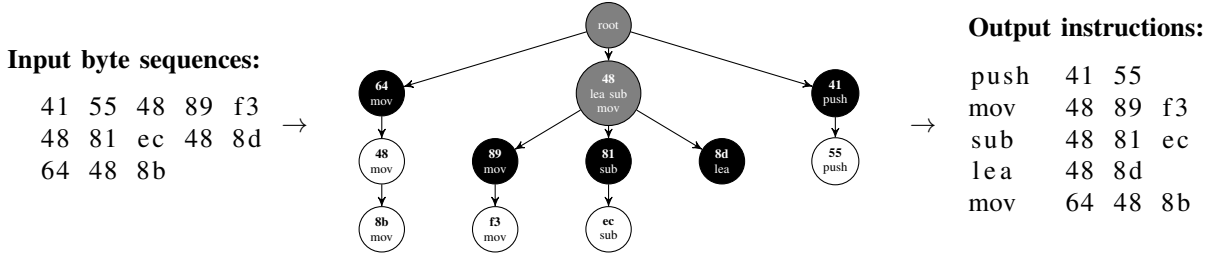 Input byte sequences:
41 55 48 89 f3
48 81 ec 48 8d
64 48 8b
→
root
64
mov
48
lea sub
mov
41
push
48
mov
89
mov
81
sub
8d
lea
55
push
8b
mov
f3
mov
ec
sub
→
Output instructions:
push 41 55
mov 48 89 f3
sub 48 81 ec
lea 48 8d
mov 64 48 8b